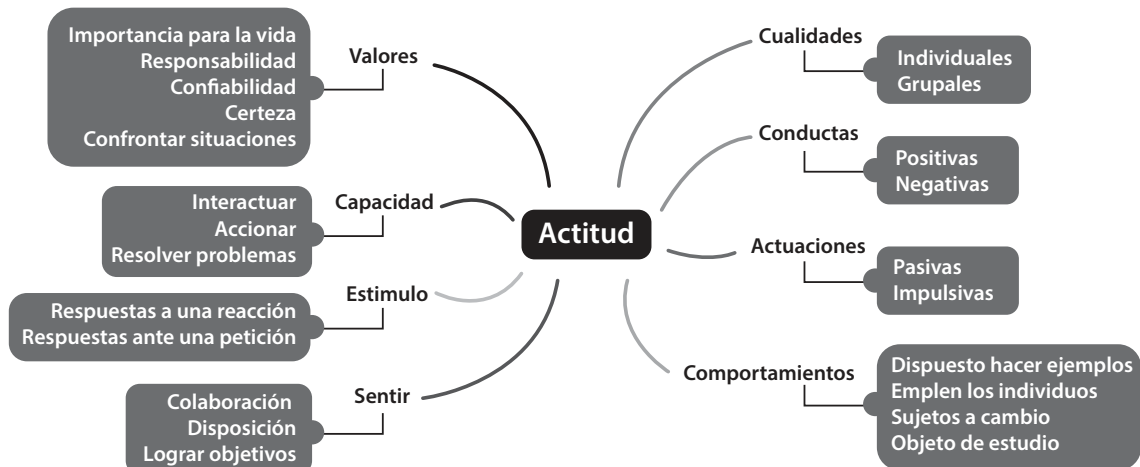 Importancia para la vida
Responsabilidad
Confiabilidad
Certeza
Confrontar situaciones
Valores
Interactuar
Accionar
Resolver problemas
Capacidad
Respuestas a una reacción
Respuestas ante una petición
Estimulo
Colaboración
Disposición
Lograr objetivos
Sentir
Actitud
Cualidades
Individuales
Grupales
Conductas
Positivas
Negativas
Actuaciones
Pasivas
Impulsivas
Comportamientos
Dispuesto hacer ejemplos
Emplen los individuos
Sujetos a cambio
Objeto de estudio